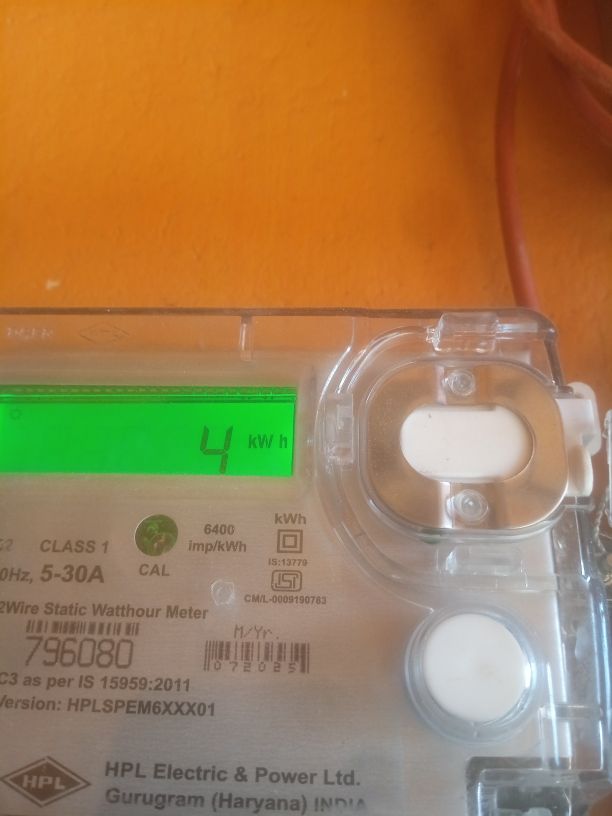 4 kWh
CLASS 1
6400
imp/kWh
kWh
IS:13779
0Hz, 5-30A
CAL
ISI
CM/L-0009190783
2Wire Static Watthour Meter
M/Yr.
796080
072025
C3 as per IS 15959:2011
Version: HPLSPEM6XXX01
HPL
HPL Electric & Power Ltd.
Gurugram (Haryana) INDIA